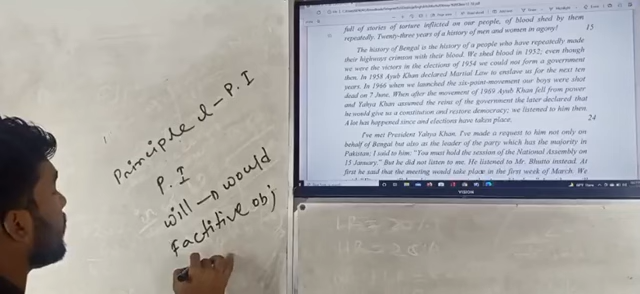 Principle d - P. I
P. I
will → would
Factitive obj
full of stories of torture inflicted on our people, of blood shed by them
repeatedly. Twenty-three years of a history of men and women in agony! 15
The history of Bengal is the history of a people who have repeatedly made
their highways crimson with their blood. We shed blood in 1952; even though
we were the victors in the elections of 1954 we could not form a government
then. In 1958 Ayub Khan declared Martial Law to enslave us for the next ten
years. In 1966 when we launched the six-point-movement our boys were shot
dead on 7 June. When after the movement of 1969 Ayub Khan fell from power
and Yahya Khan assumed the reins of the government he later declared that
he would give us a constitution and restore democracy; we listened to him then.
A lot has happened since and elections have taken place. 24
I've met President Yahya Khan. I've made a request to him not only on
behalf of Bengal but also as the leader of the party which has the majority in
Pakistan; I said to him: "You must hold the session of the National Assembly on
15 January." But he did not listen to me. He listened to Mr. Bhutto instead. At
first he said that the meeting would take place in the first week of March. We
VISION